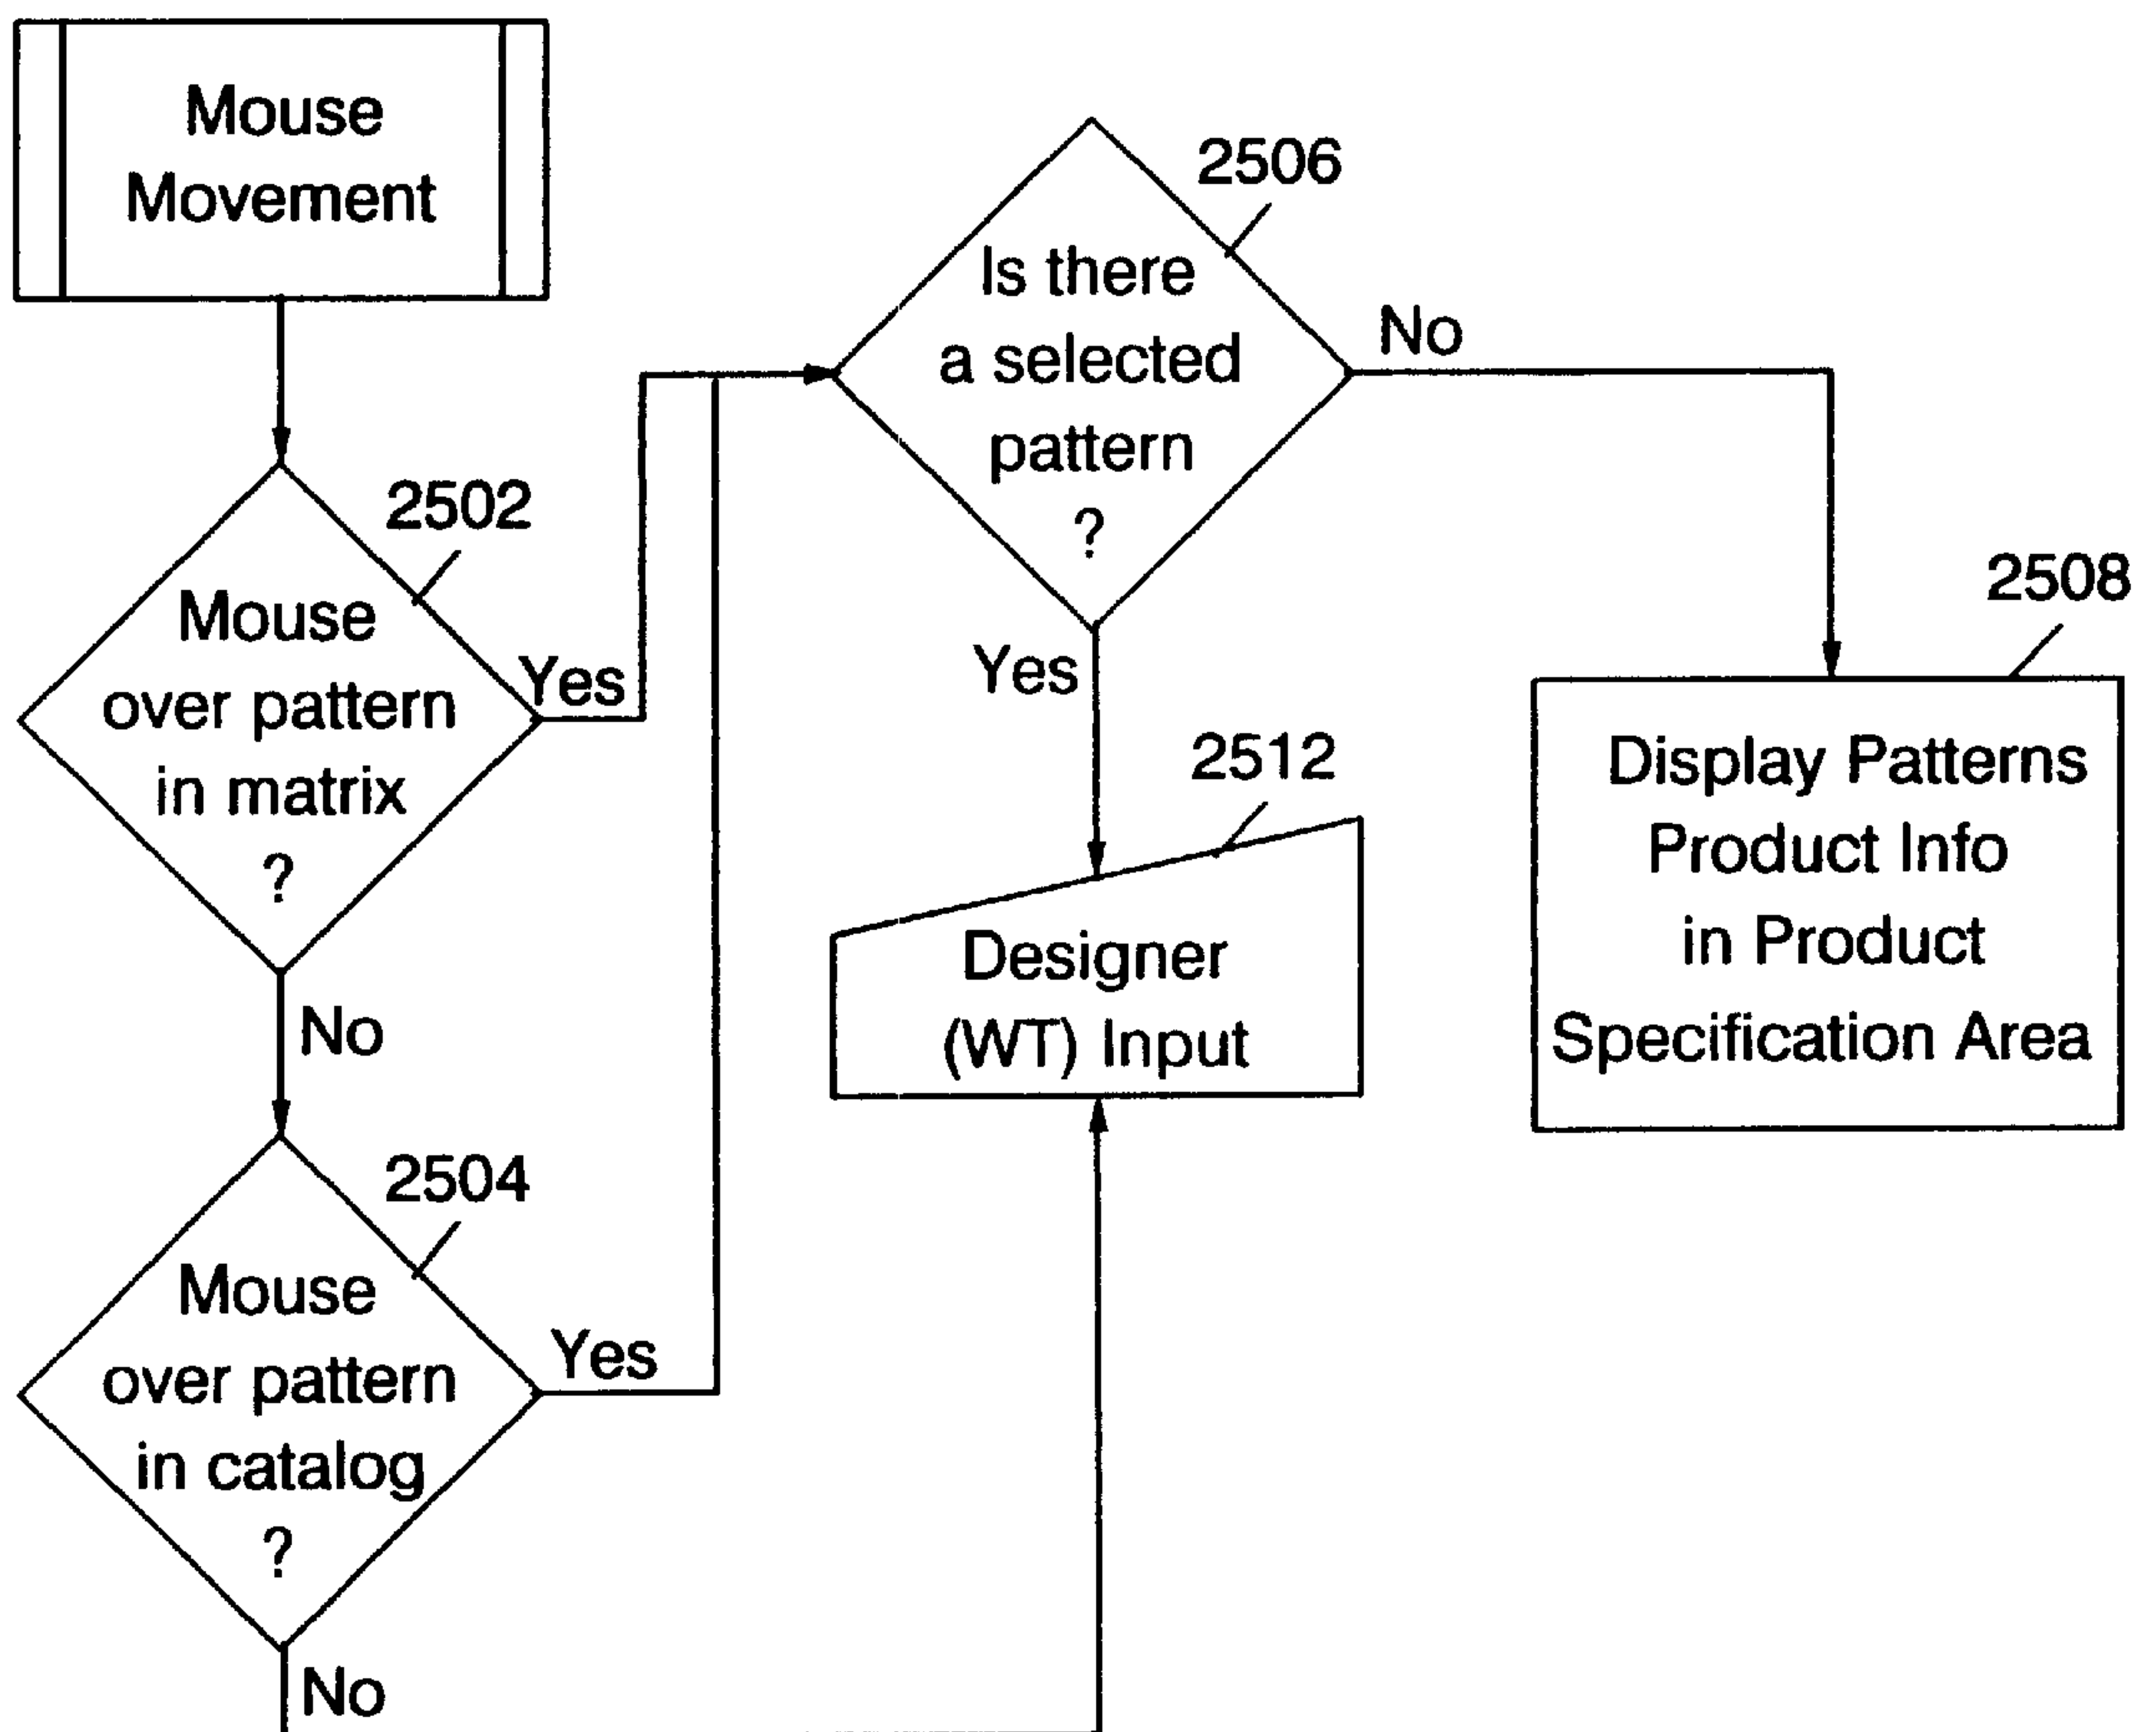 Mouse
Movement
2502
Mouse
over pattern
in matrix
?
Yes
No
2504
Mouse
over pattern
in catalog
?
Yes
No
2506
Is there
a selected
pattern
?
No
Yes
2512
Designer
(WT) Input
2508
Display Patterns
Product Info
in Product
Specification Area